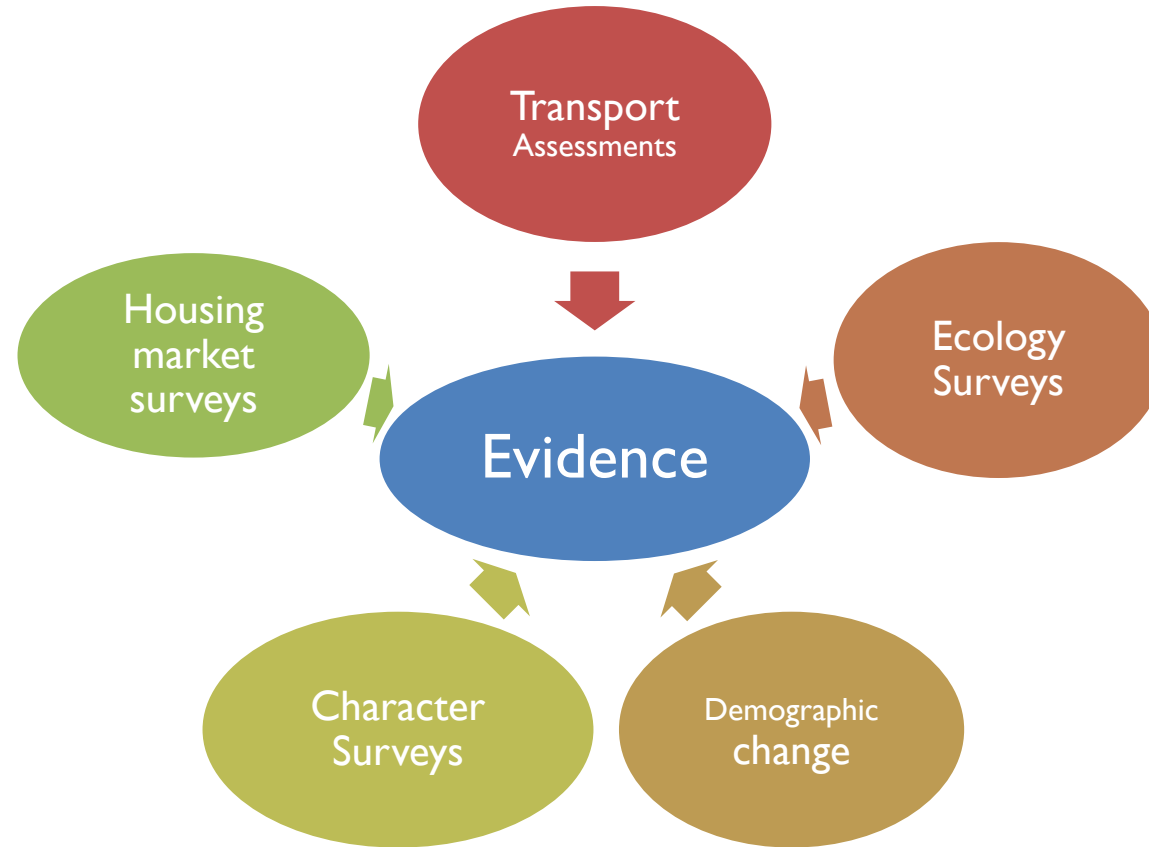 Transport
Assessments
Housing
market
surveys
Ecology
Surveys
Evidence
Character
Surveys
Demographic
change